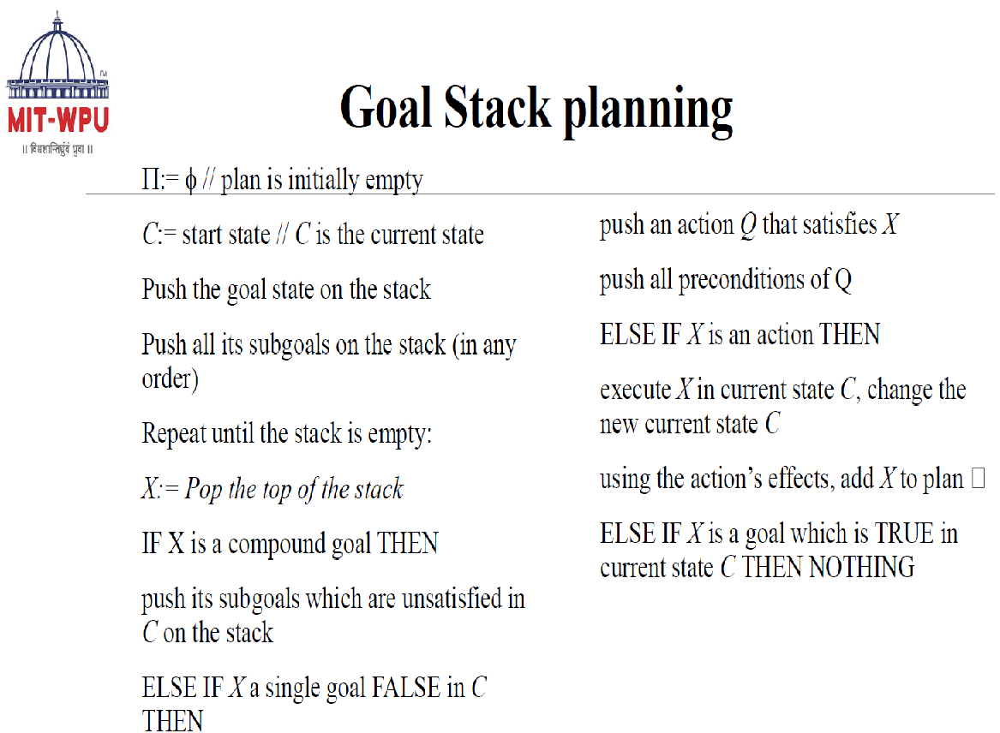 TM
MIT-WPU
॥ विश्वशान्तिर्ध्रुवं ध्रुवा ॥
Goal Stack planning
Π:= ϕ // plan is initially empty
C:= start state // C is the current state
Push the goal state on the stack
Push all its subgoals on the stack (in any
order)
Repeat until the stack is empty:
X:= Pop the top of the stack
IF X is a compound goal THEN
push its subgoals which are unsatisfied in
C on the stack
ELSE IF X a single goal FALSE in C
THEN
push an action Q that satisfies X
push all preconditions of Q
ELSE IF X is an action THEN
execute X in current state C, change the
new current state C
using the action’s effects, add X to plan □
ELSE IF X is a goal which is TRUE in
current state C THEN NOTHING